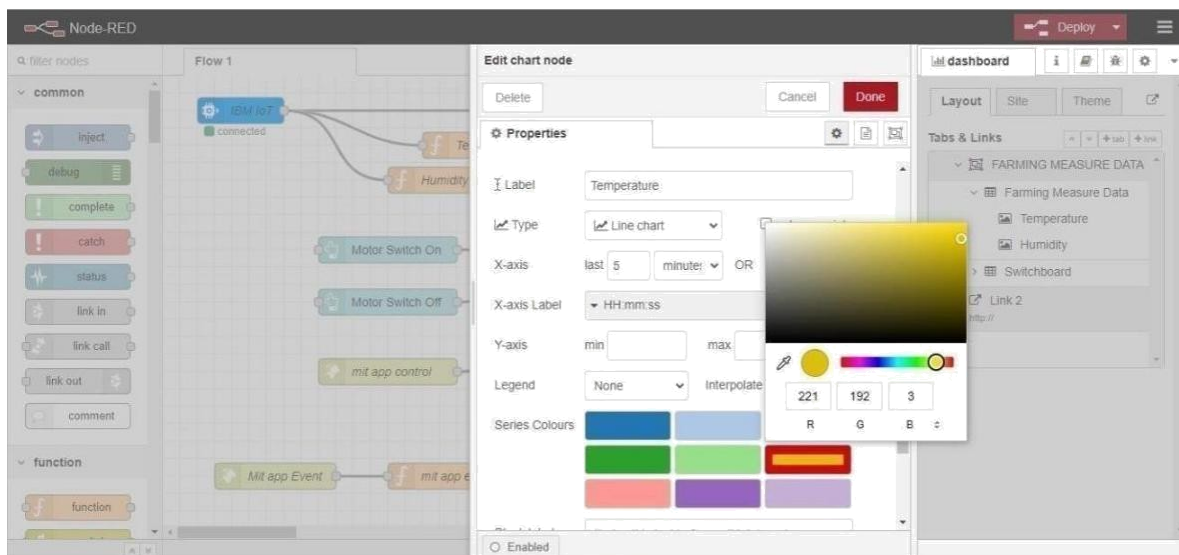 Node-RED
Deploy
filter nodes
common
inject
debug
complete
catch
status
link in
link call
link out
comment
function
function
Flow 1
IBM IoT
connected
Te
Humidity
Motor Switch On
Motor Switch Off
mit app control
Mit app Event
mit app e
Edit chart node
Delete
Cancel
Done
Properties
Label
Temperature
Type
Line chart
X-axis
last 5 minutes OR
X-axis Label
HH:mm:ss
Y-axis
min
max
Legend
None
Interpolate
Series Colours
Enabled
221 192 3
R G B
dashboard
i
Layout
Site
Theme
Tabs & Links
tab
link
FARMING MEASURE DATA
Farming Measure Data
Temperature
Humidity
Switchboard
Link 2
http://